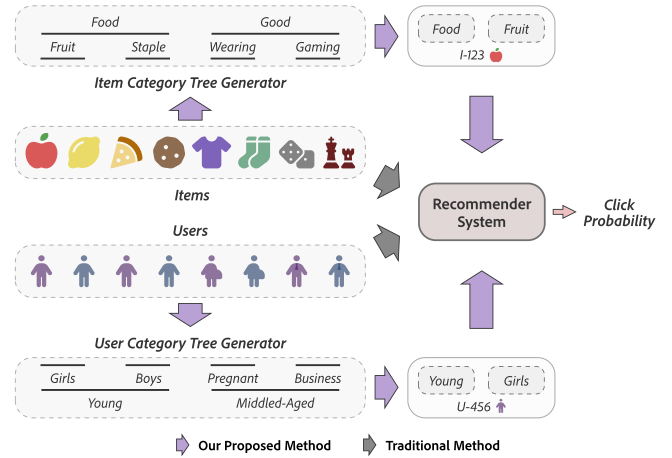 Food Good
Fruit Staple Wearing Gaming
Item Category Tree Generator
Food Fruit
I-123
Items
Users
Recommender
System
Click
Probability
User Category Tree Generator
Girls Boys Pregnant Business
Young Middled-Aged
Young Girls
U-456
Our Proposed Method Traditional Method